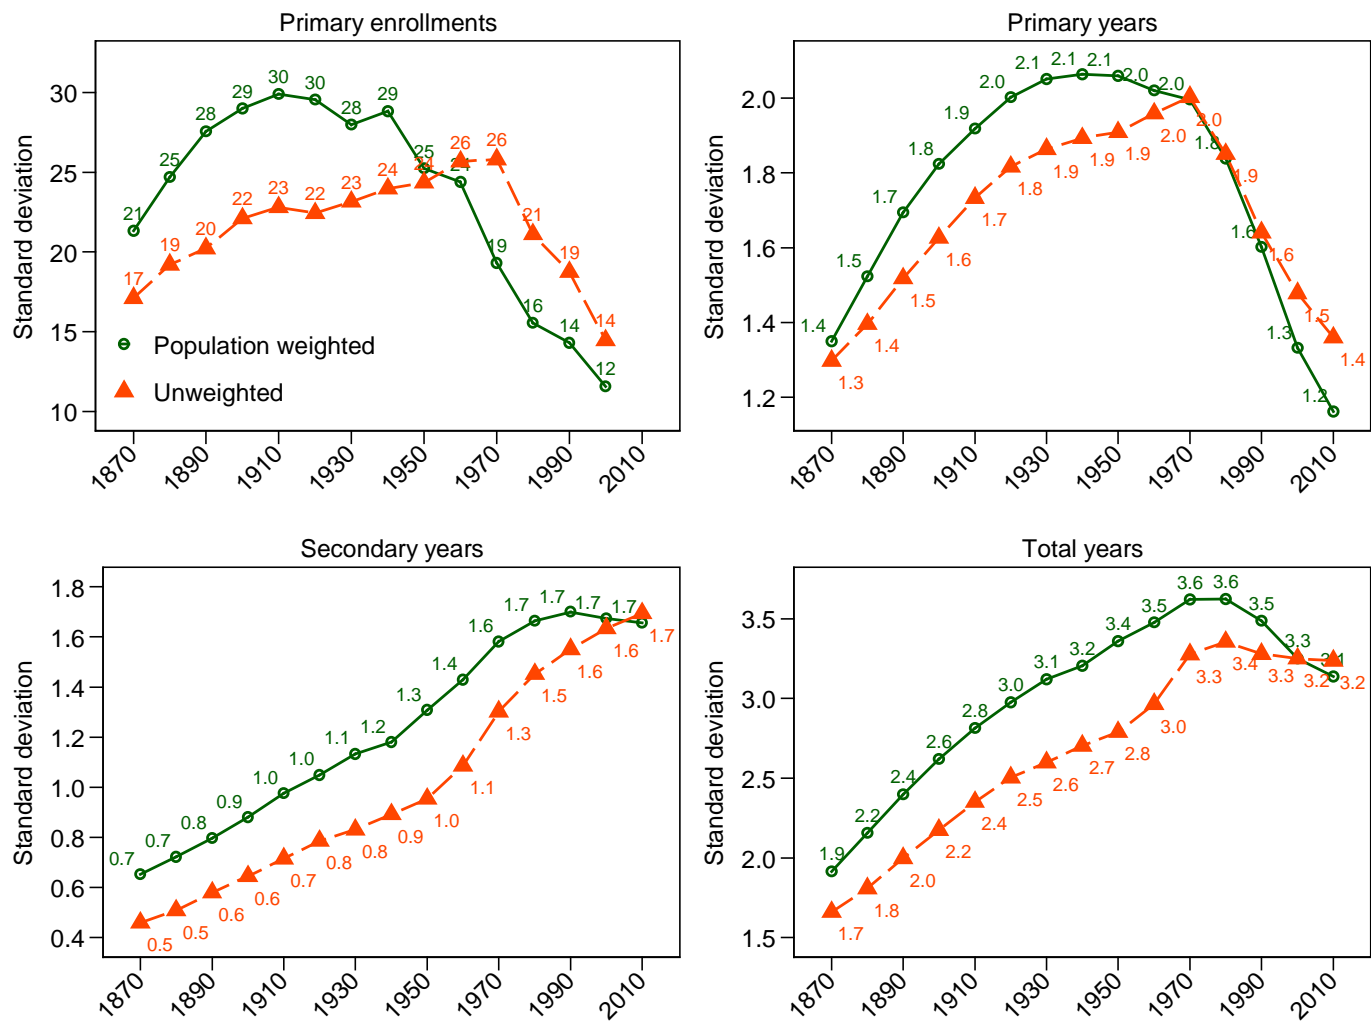 Primary enrollments
Standard deviation
30
25
20
15
10
21 25 28 29 30 30 28 29 25 24 19 16 14 12
17 19 20 22 23 22 23 24 24 26 26 21 19 14
Population weighted
Unweighted
1870 1890 1910 1930 1950 1970 1990 2010
Primary years
Standard deviation
2.0
1.8
1.6
1.4
1.2
1.4 1.5 1.7 1.8 1.9 2.0 2.1 2.1 2.1 2.0 2.0 1.8 1.6 1.3 1.2
1.3 1.4 1.5 1.6 1.7 1.8 1.9 1.9 1.9 2.0 2.0 1.9 1.6 1.5 1.4
1870 1890 1910 1930 1950 1970 1990 2010
Secondary years
Standard deviation
1.8
1.6
1.4
1.2
1.0
0.8
0.6
0.4
0.7 0.7 0.8 0.9 1.0 1.0 1.1 1.2 1.3 1.4 1.6 1.7 1.7 1.7 1.7
0.5 0.5 0.6 0.6 0.7 0.8 0.8 0.9 1.0 1.1 1.3 1.5 1.6 1.6 1.7
1870 1890 1910 1930 1950 1970 1990 2010
Total years
Standard deviation
3.5
3.0
2.5
2.0
1.5
1.9 2.2 2.4 2.6 2.8 3.0 3.1 3.2 3.4 3.5 3.6 3.6 3.5 3.3 3.1
1.7 1.8 2.0 2.2 2.4 2.5 2.6 2.7 2.8 3.0 3.3 3.4 3.3 3.2 3.2
1870 1890 1910 1930 1950 1970 1990 2010